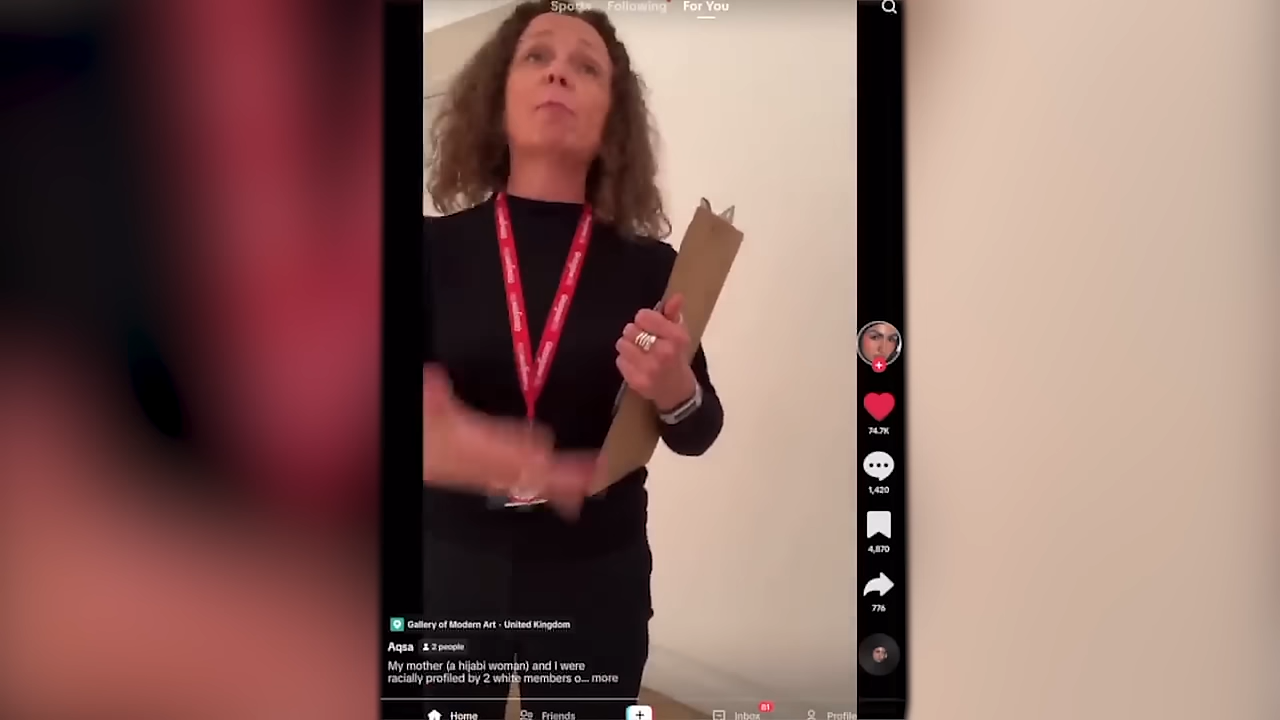 Sports Following For You
74.7K
1,420
4,870
776
Gallery of Modern Art · United Kingdom
Aqsa 2 people
My mother (a hijabi woman) and I were
racially profiled by 2 white members o... more
Home Friends Inbox 81 Profile